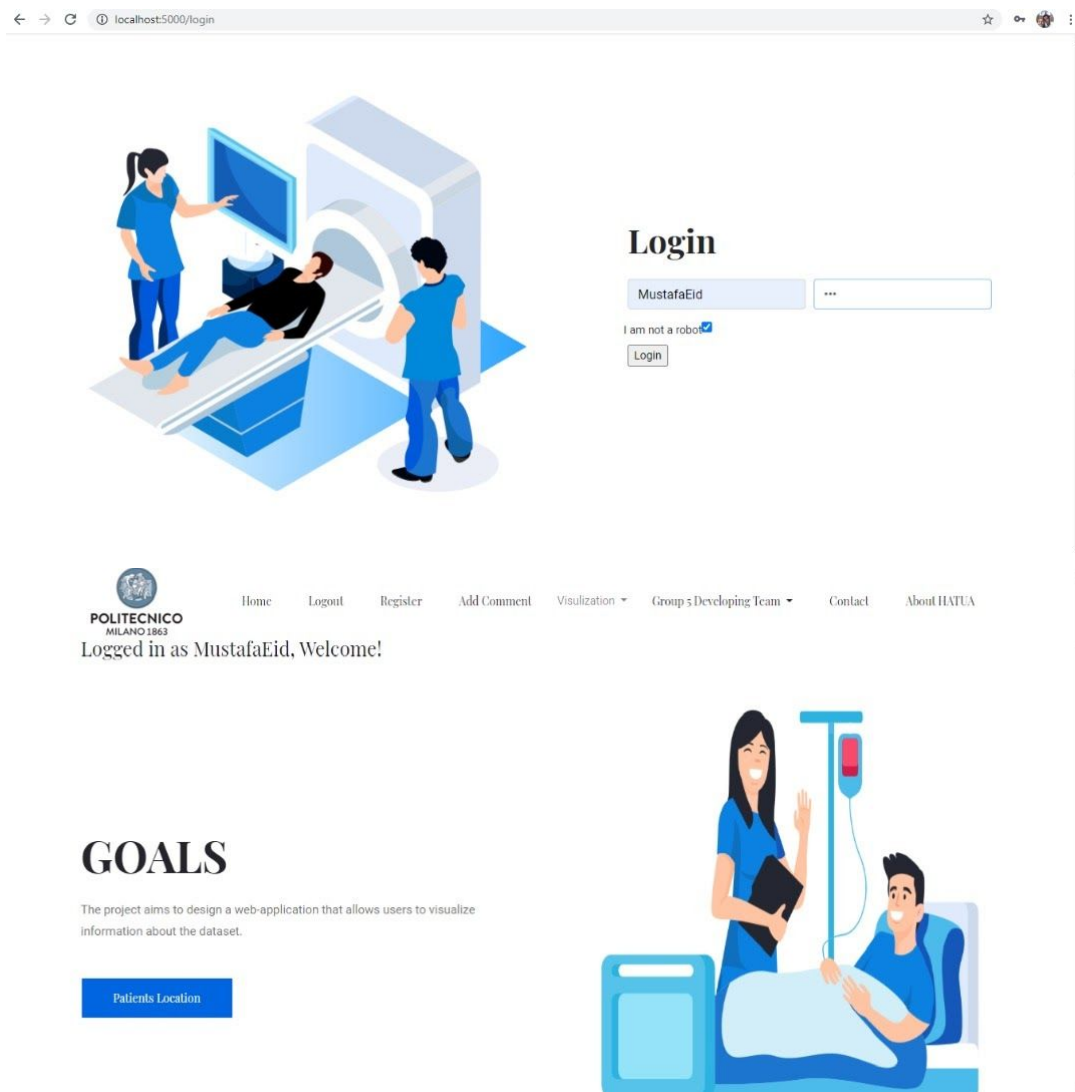 localhost:5000/login
Login
MustafaEid ***
I am not a robot
Login
POLITECNICO
MILANO 1863
Home Logout Register Add Comment Visulization Group 5 Developing Team Contact About HATUA
Logged in as MustafaEid, Welcome!
GOALS
The project aims to design a web-application that allows users to visualize
information about the dataset.
Patients Location